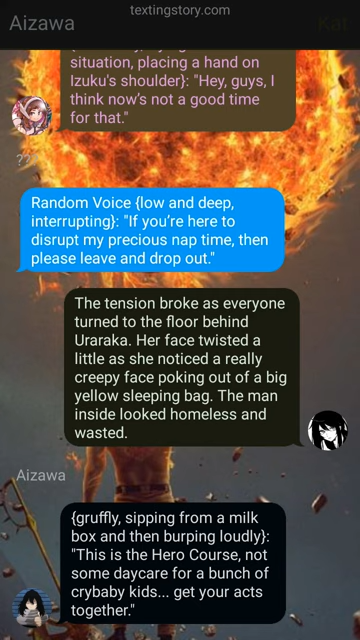 textingstory.com
Aizawa
Kat
situation, placing a hand on
Izuku's shoulder}: "Hey, guys, I
think now's not a good time
for that."
??
Random Voice {low and deep,
interrupting}: "If you’re here to
disrupt my precious nap time, then
please leave and drop out."
The tension broke as everyone
turned to the floor behind
Uraraka. Her face twisted a
little as she noticed a really
creepy face poking out of a big
yellow sleeping bag. The man
inside looked homeless and
wasted.
Aizawa
{gruffly, sipping from a milk
box and then burping loudly}:
"This is the Hero Course, not
some daycare for a bunch of
crybaby kids... get your acts
together."